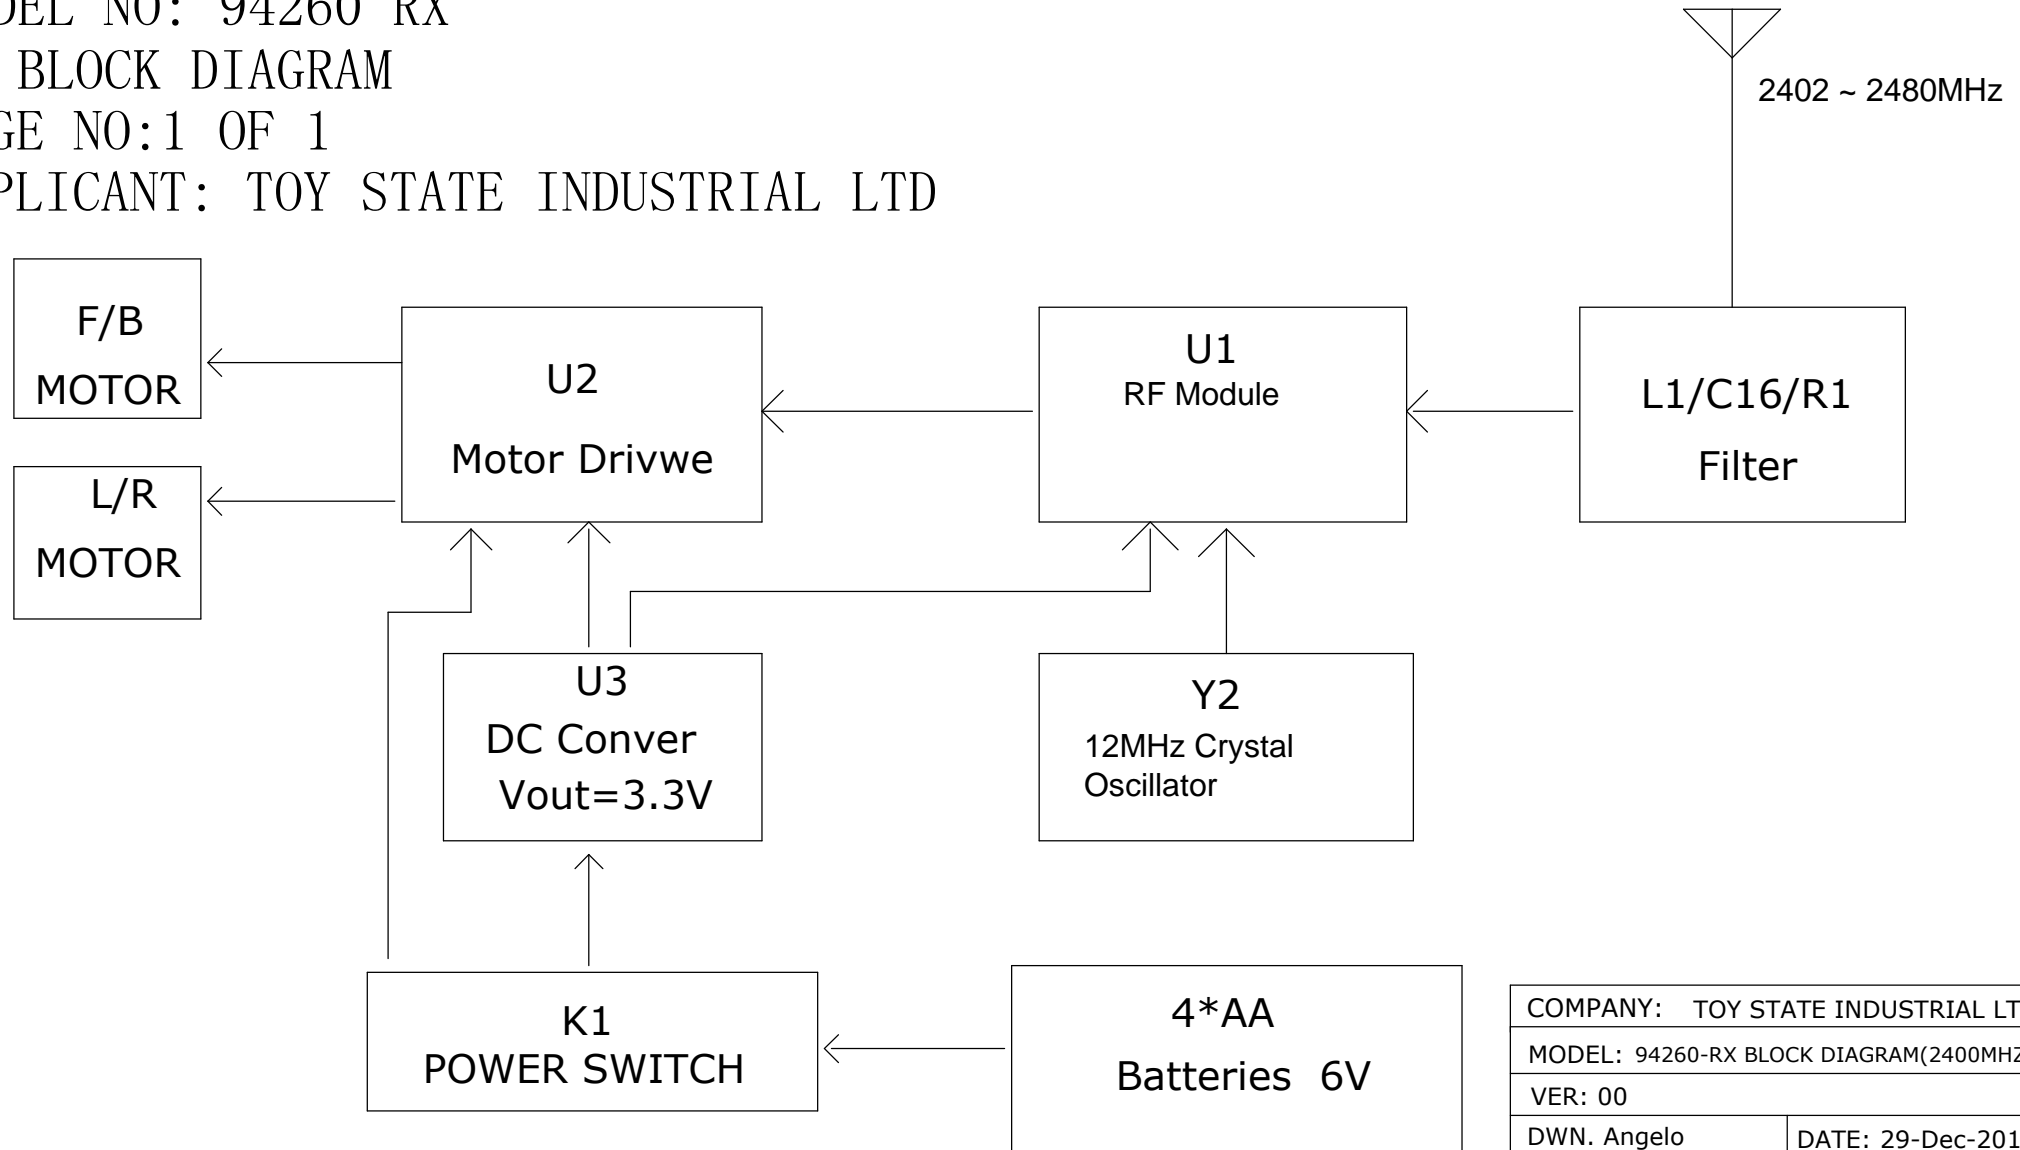 DEL NO: 94260 RX
BLOCK DIAGRAM
GE NO:1 OF 1
PLICANT: TOY STATE INDUSTRIAL LTD
2402 ~ 2480MHz
F/B
MOTOR
L/R
MOTOR
U2
Motor Drivwe
U1
RF Module
L1/C16/R1
Filter
U3
DC Conver
Vout=3.3V
Y2
12MHz Crystal
Oscillator
K1
POWER SWITCH
4*AA
Batteries 6V
COMPANY: TOY STATE INDUSTRIAL LT
MODEL: 94260-RX BLOCK DIAGRAM(2400MHZ
VER: 00
DWN. Angelo
DATE: 29-Dec-201